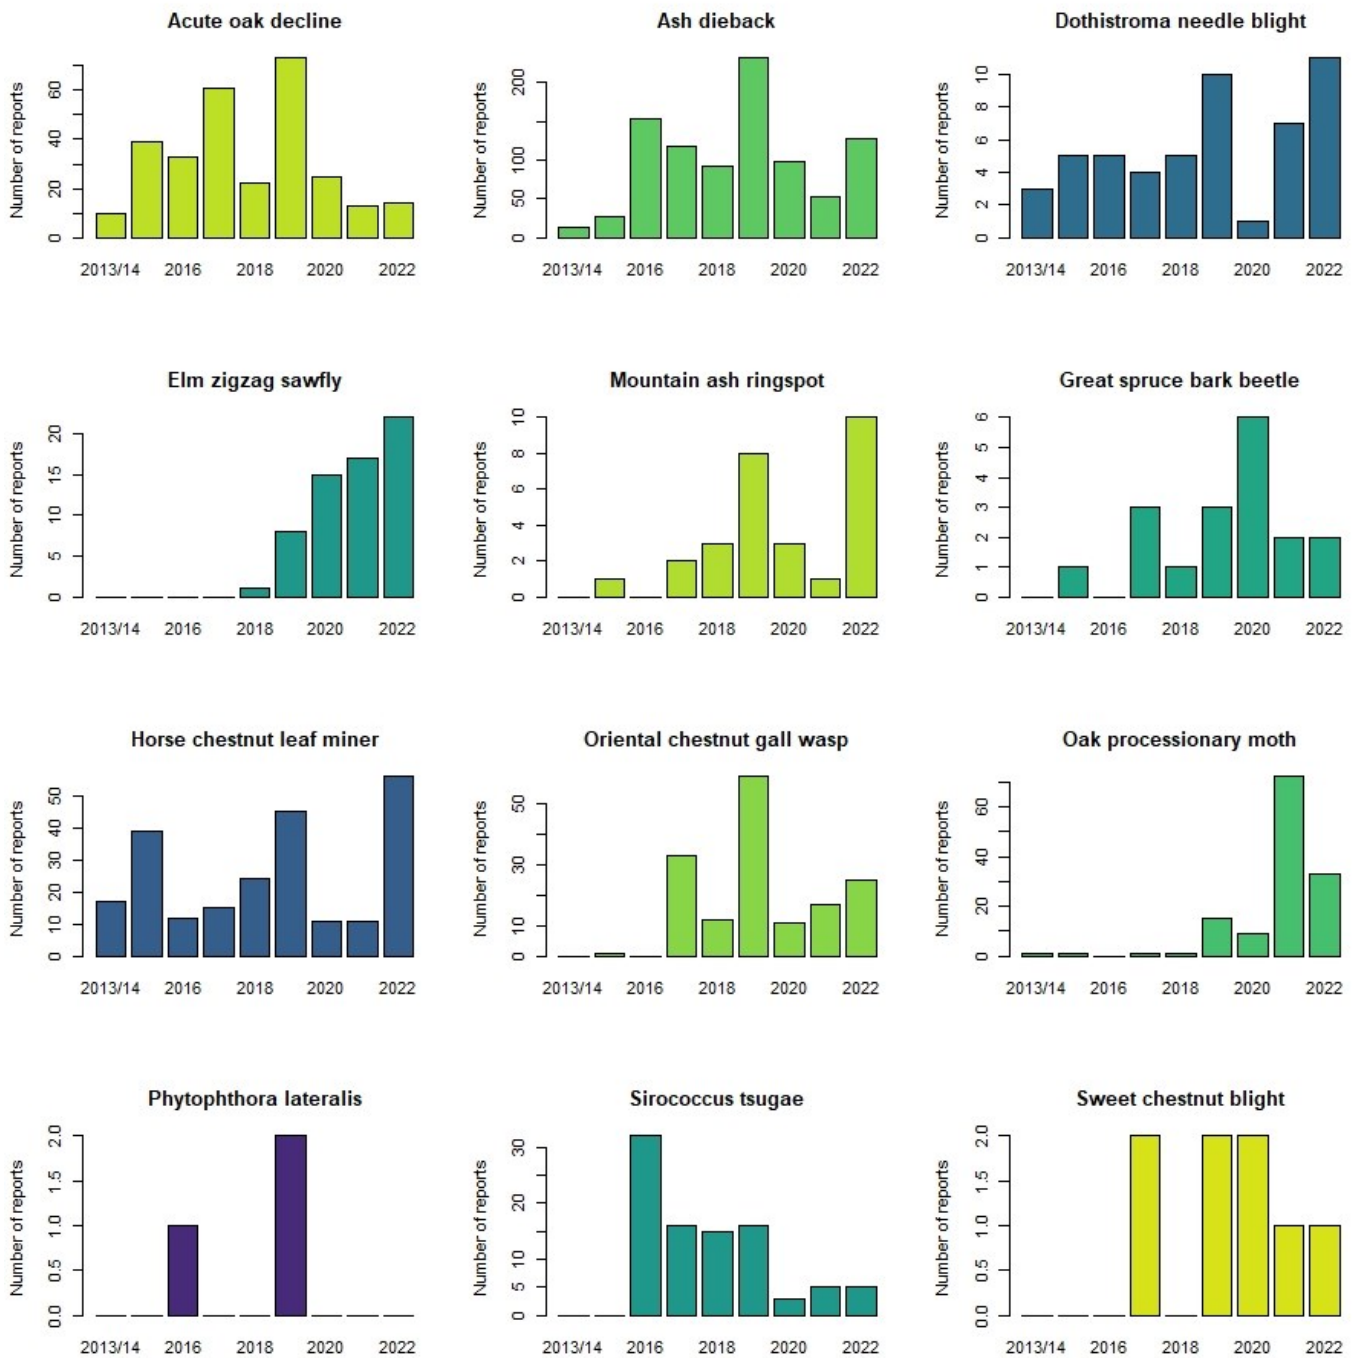 Acute oak decline
Number of reports
0 20 40 60
2013/14 2016 2018 2020 2022
Ash dieback
Number of reports
0 50 100 200
2013/14 2016 2018 2020 2022
Dothistroma needle blight
Number of reports
0 2 4 6 8 10
2013/14 2016 2018 2020 2022
Elm zigzag sawfly
Number of reports
0 5 10 15 20
2013/14 2016 2018 2020 2022
Mountain ash ringspot
Number of reports
0 2 4 6 8 10
2013/14 2016 2018 2020 2022
Great spruce bark beetle
Number of reports
0 1 2 3 4 5 6
2013/14 2016 2018 2020 2022
Horse chestnut leaf miner
Number of reports
0 10 20 30 40 50
2013/14 2016 2018 2020 2022
Oriental chestnut gall wasp
Number of reports
0 10 30 50
2013/14 2016 2018 2020 2022
Oak processionary moth
Number of reports
0 20 40 60
2013/14 2016 2018 2020 2022
Phytophthora lateralis
Number of reports
0.0 0.5 1.0 1.5 2.0
2013/14 2016 2018 2020 2022
Sirococcus tsugae
Number of reports
0 5 10 20 30
2013/14 2016 2018 2020 2022
Sweet chestnut blight
Number of reports
0.0 0.5 1.0 1.5 2.0
2013/14 2016 2018 2020 2022